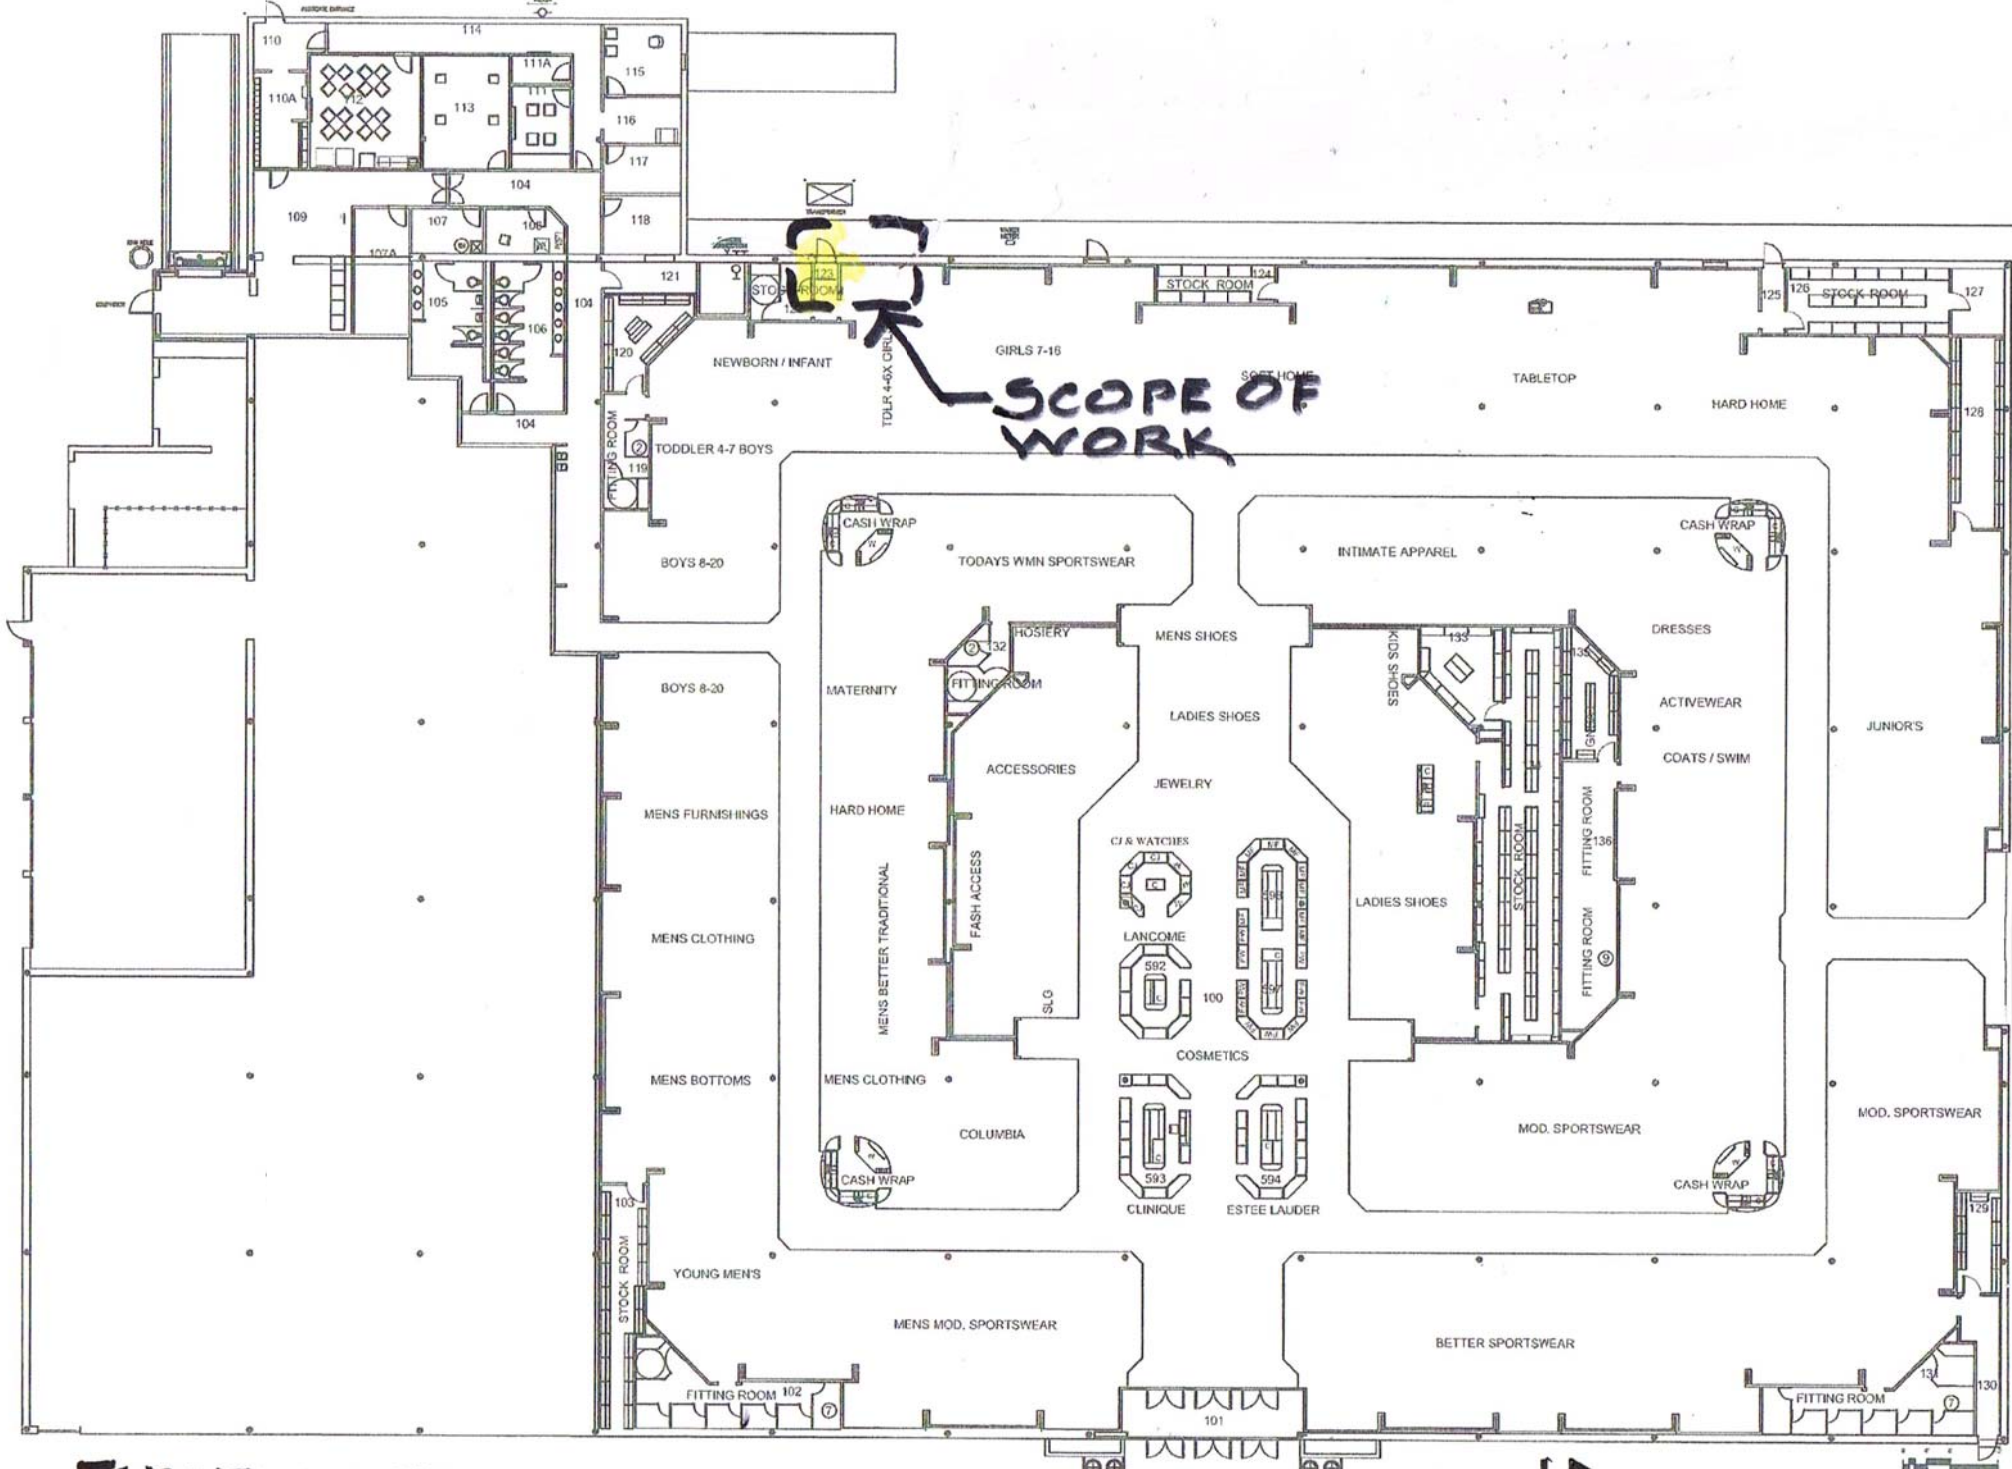 110
114
115
111A
110A
112
113
111
116
117
104
118
109
107
108
107A
TRANSFORMER
121
123
STO
ROOM
124
STOCK ROOM
125
126
STOCK ROOM
127
105
106
104
120
NEWBORN / INFANT
TDLR 4-6X GIRL
GIRLS 7-16
SOFT HOME
TABLETOP
HARD HOME
128
SCOPE OF
WORK
104
FITTING ROOM
2
119
TODDLER 4-7 BOYS
CASH WRAP
W
CASH WRAP
W
BOYS 8-20
TODAYS WMN SPORTSWEAR
INTIMATE APPAREL
HOSIERY
MENS SHOES
KIDS SHOES
133
DRESSES
2
132
135
FITTING ROOM
BOYS 8-20
MATERNITY
LADIES SHOES
ACTIVEWEAR
JUNIOR'S
ACCESSORIES
JEWELRY
COATS / SWIM
MENS FURNISHINGS
HARD HOME
CJ & WATCHES
FITTING ROOM
136
MENS BETTER TRADITIONAL
FASH ACCESS
STOCK ROOM
LADIES SHOES
MENS CLOTHING
LANCOME
592
FITTING ROOM
9
SLG
100
COSMETICS
MENS BOTTOMS
MENS CLOTHING
COLUMBIA
MOD. SPORTSWEAR
MOD. SPORTSWEAR
CASH WRAP
593
594
CASH WRAP
CLINIQUE
ESTEE LAUDER
103
129
STOCK ROOM
YOUNG MEN'S
MENS MOD. SPORTSWEAR
BETTER SPORTSWEAR
FITTING ROOM
102
7
101
FITTING ROOM
131
7
130